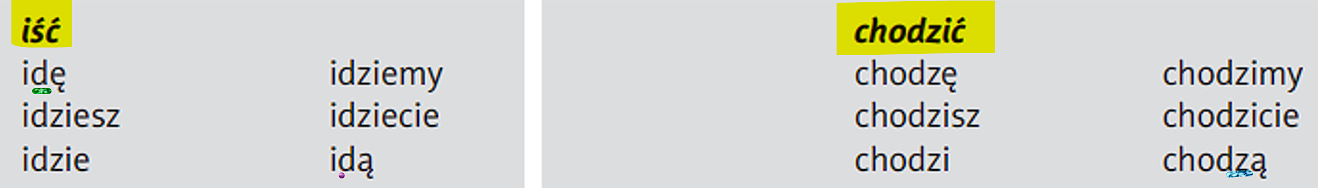 iść
idę idziemy
idziesz idziecie
idzie idą
chodzić
chodzę chodzimy
chodzisz chodzicie
chodzi chodzą